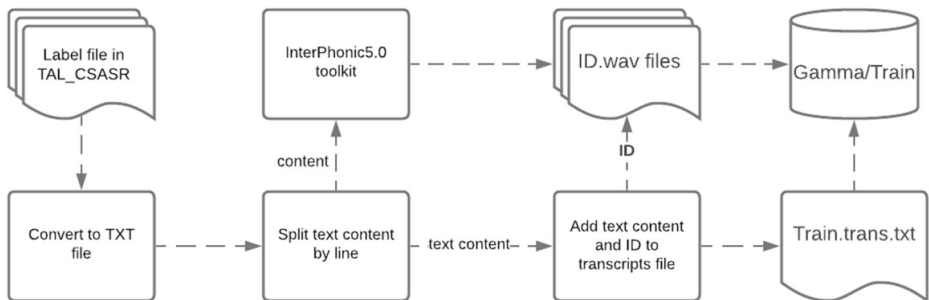 Label file in
TAL_CSASR
InterPhonic5.0
toolkit
ID.wav files
Gamma/Train
content
ID
Convert to TXT
file
Split text content
by line
text content
Add text content
and ID to
transcripts file
Train.trans.txt